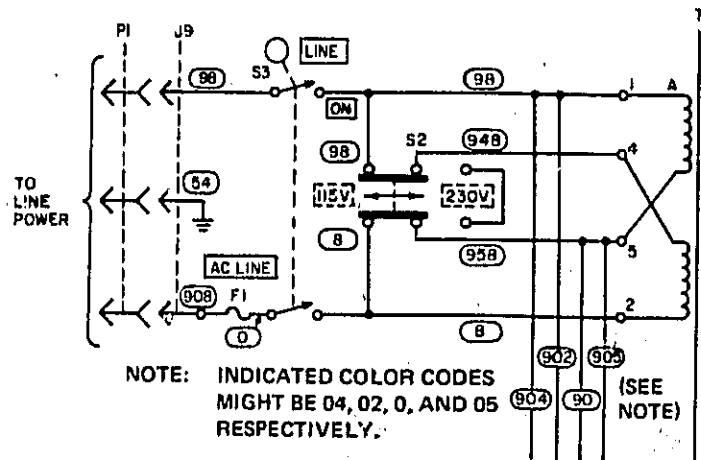 P1
J9
LINE
S3
98
98
ON
1
A
S2
948
4
98
TO
LINE
POWER
54
115V
230V
8
958
5
AC LINE
908
F1
2
0
8
902
905
NOTE: INDICATED COLOR CODES
MIGHT BE 04, 02, 0, AND 05
RESPECTIVELY.
904
90
(SEE
NOTE)